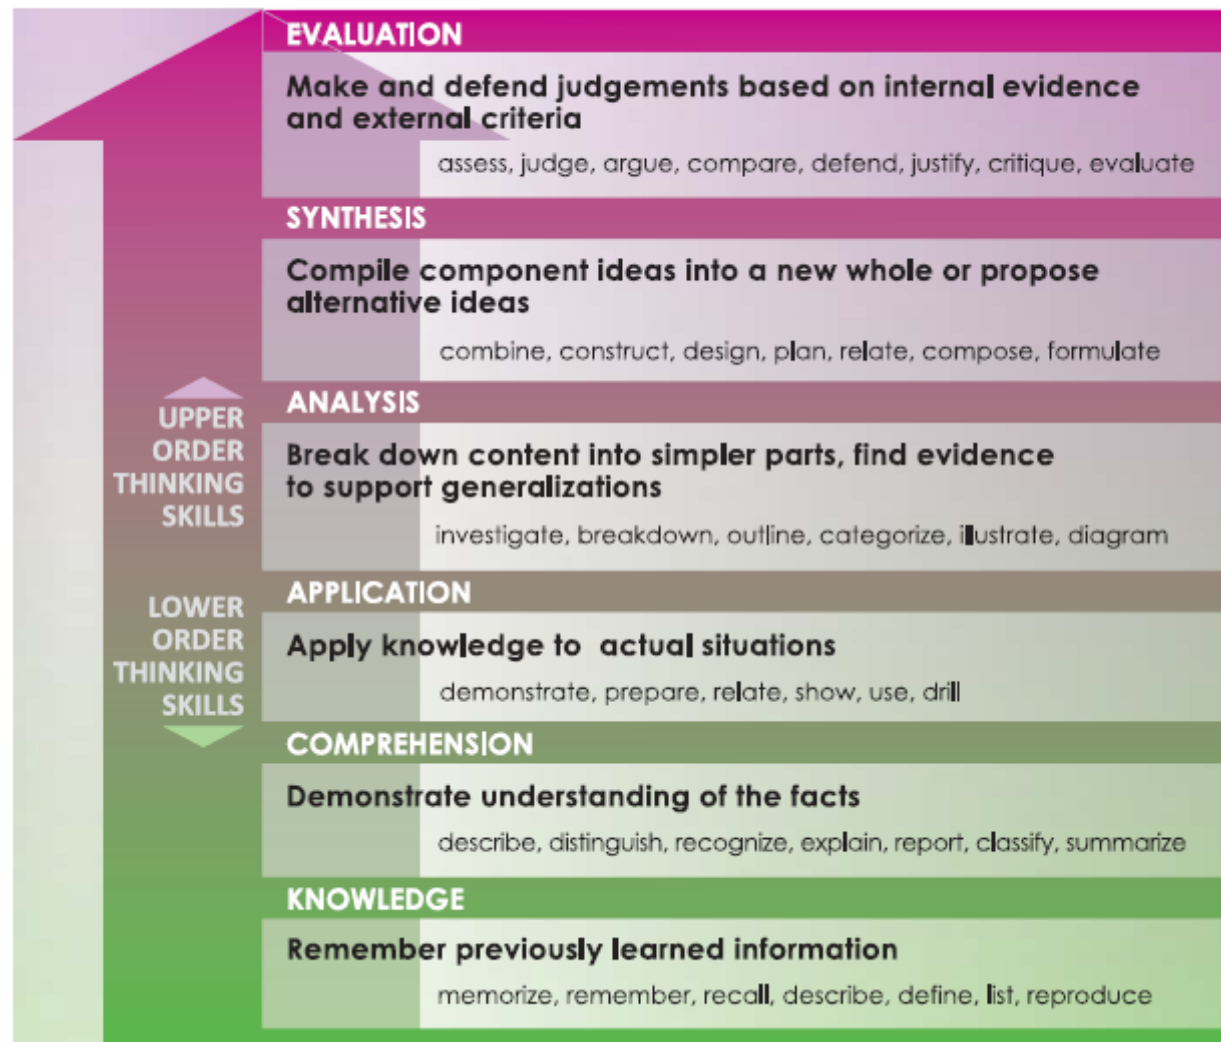 EVALUATION
Make and defend judgements based on internal evidence
and external criteria
assess, judge, argue, compare, defend, justify, critique, evaluate
SYNTHESIS
Compile component ideas into a new whole or propose
alternative ideas
combine, construct, design, plan, relate, compose, formulate
UPPER
ORDER
THINKING
SKILLS
ANALYSIS
Break down content into simpler parts, find evidence
to support generalizations
investigate, breakdown, outline, categorize, illustrate, diagram
LOWER
ORDER
THINKING
SKILLS
APPLICATION
Apply knowledge to actual situations
demonstrate, prepare, relate, show, use, drill
COMPREHENSION
Demonstrate understanding of the facts
describe, distinguish, recognize, explain, report, classify, summarize
KNOWLEDGE
Remember previously learned information
memorize, remember, recall, describe, define, list, reproduce